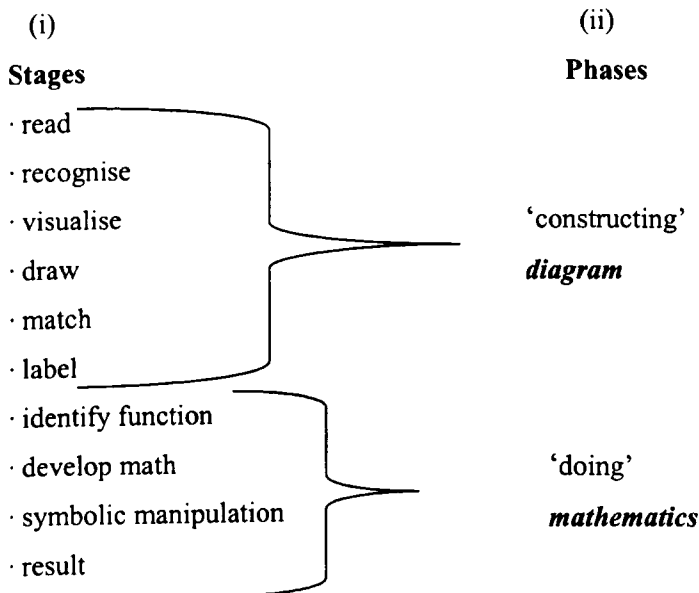 (i) (ii)
Stages Phases
· read
· recognise
· visualise 'constructing'
· draw diagram
· match
· label
· identify function
· develop math 'doing'
· symbolic manipulation mathematics
· result